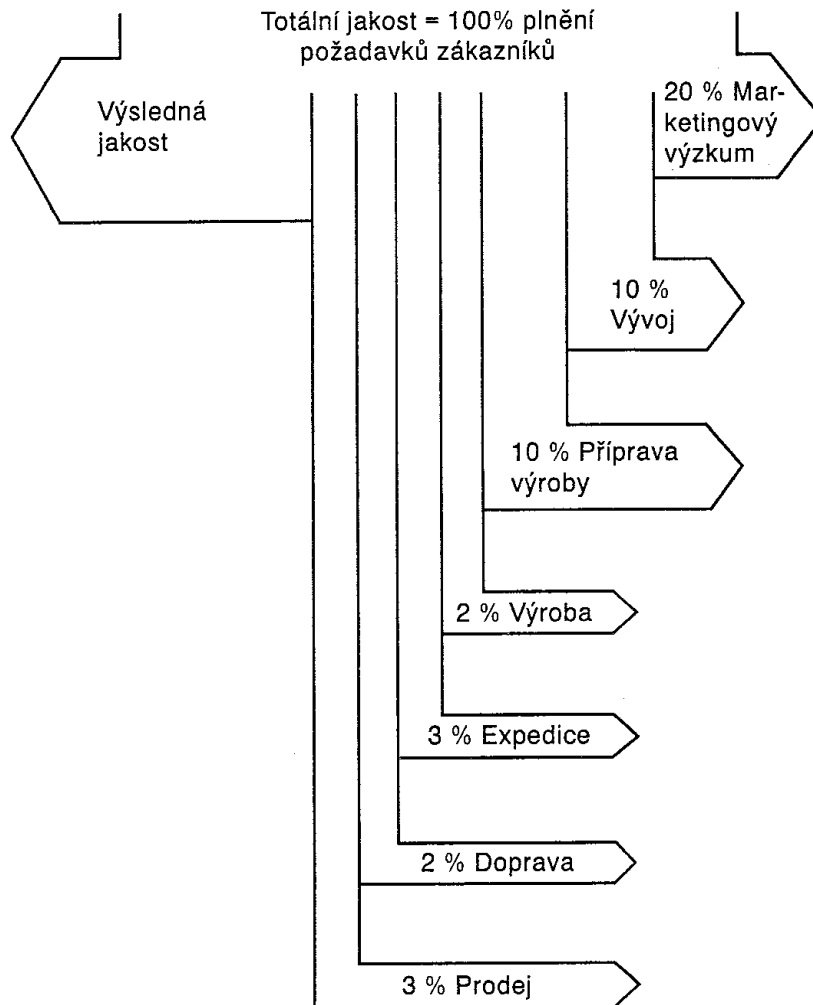 Totální jakost = 100% plnění
požadavků zákazníků
Výsledná
jakost
20 % Mar-
ketingový
výzkum
10 %
Vývoj
10 % Příprava
výroby
2 % Výroba
3 % Expedice
2 % Doprava
3 % Prodej